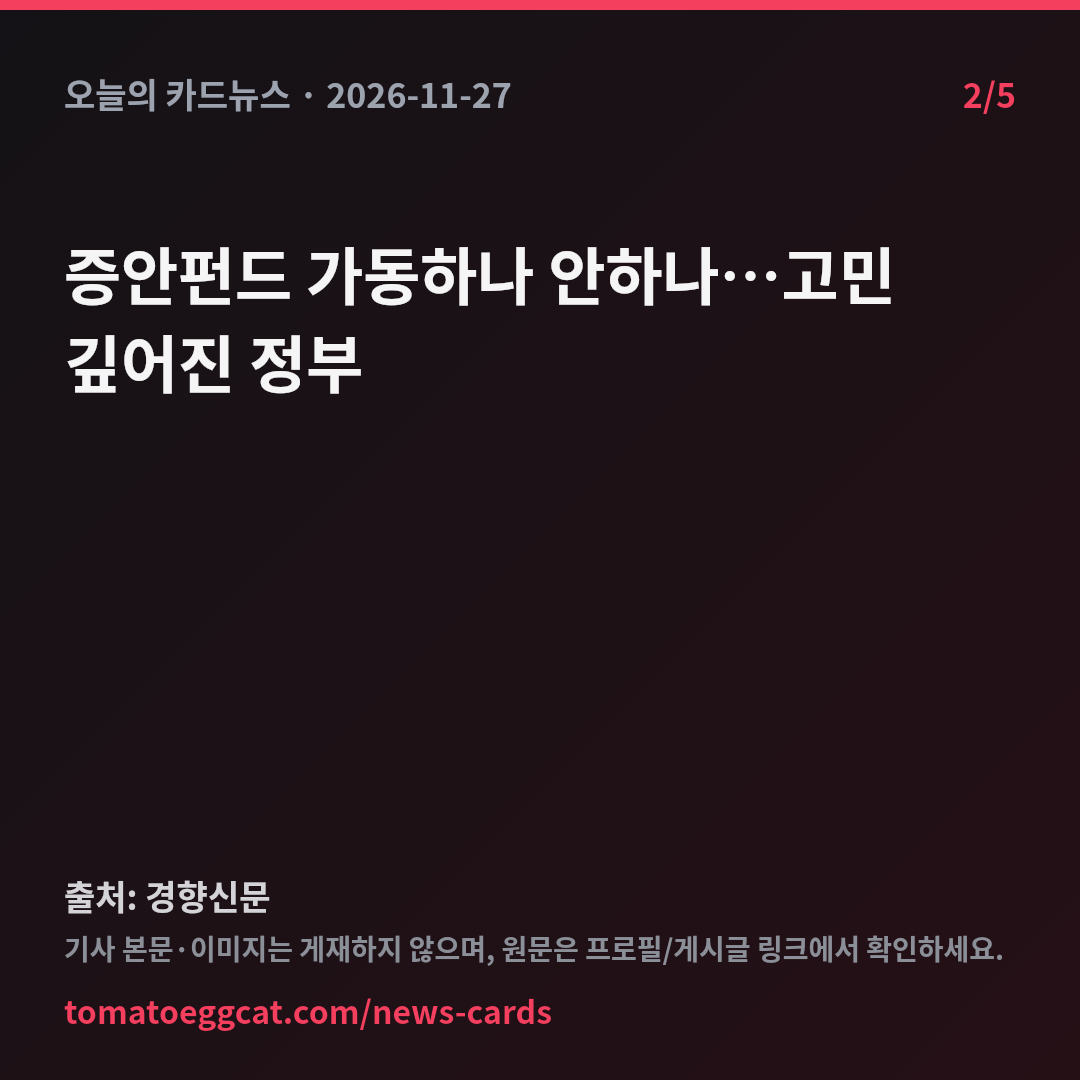 오늘의 카드뉴스 · 2026-11-27
2/5
증안펀드 가동하나 안하나…고민
깊어진 정부
출처: 경향신문
기사 본문·이미지는 게재하지 않으며, 원문은 프로필/게시글 링크에서 확인하세요.
tomatoeggcat.com/news-cards